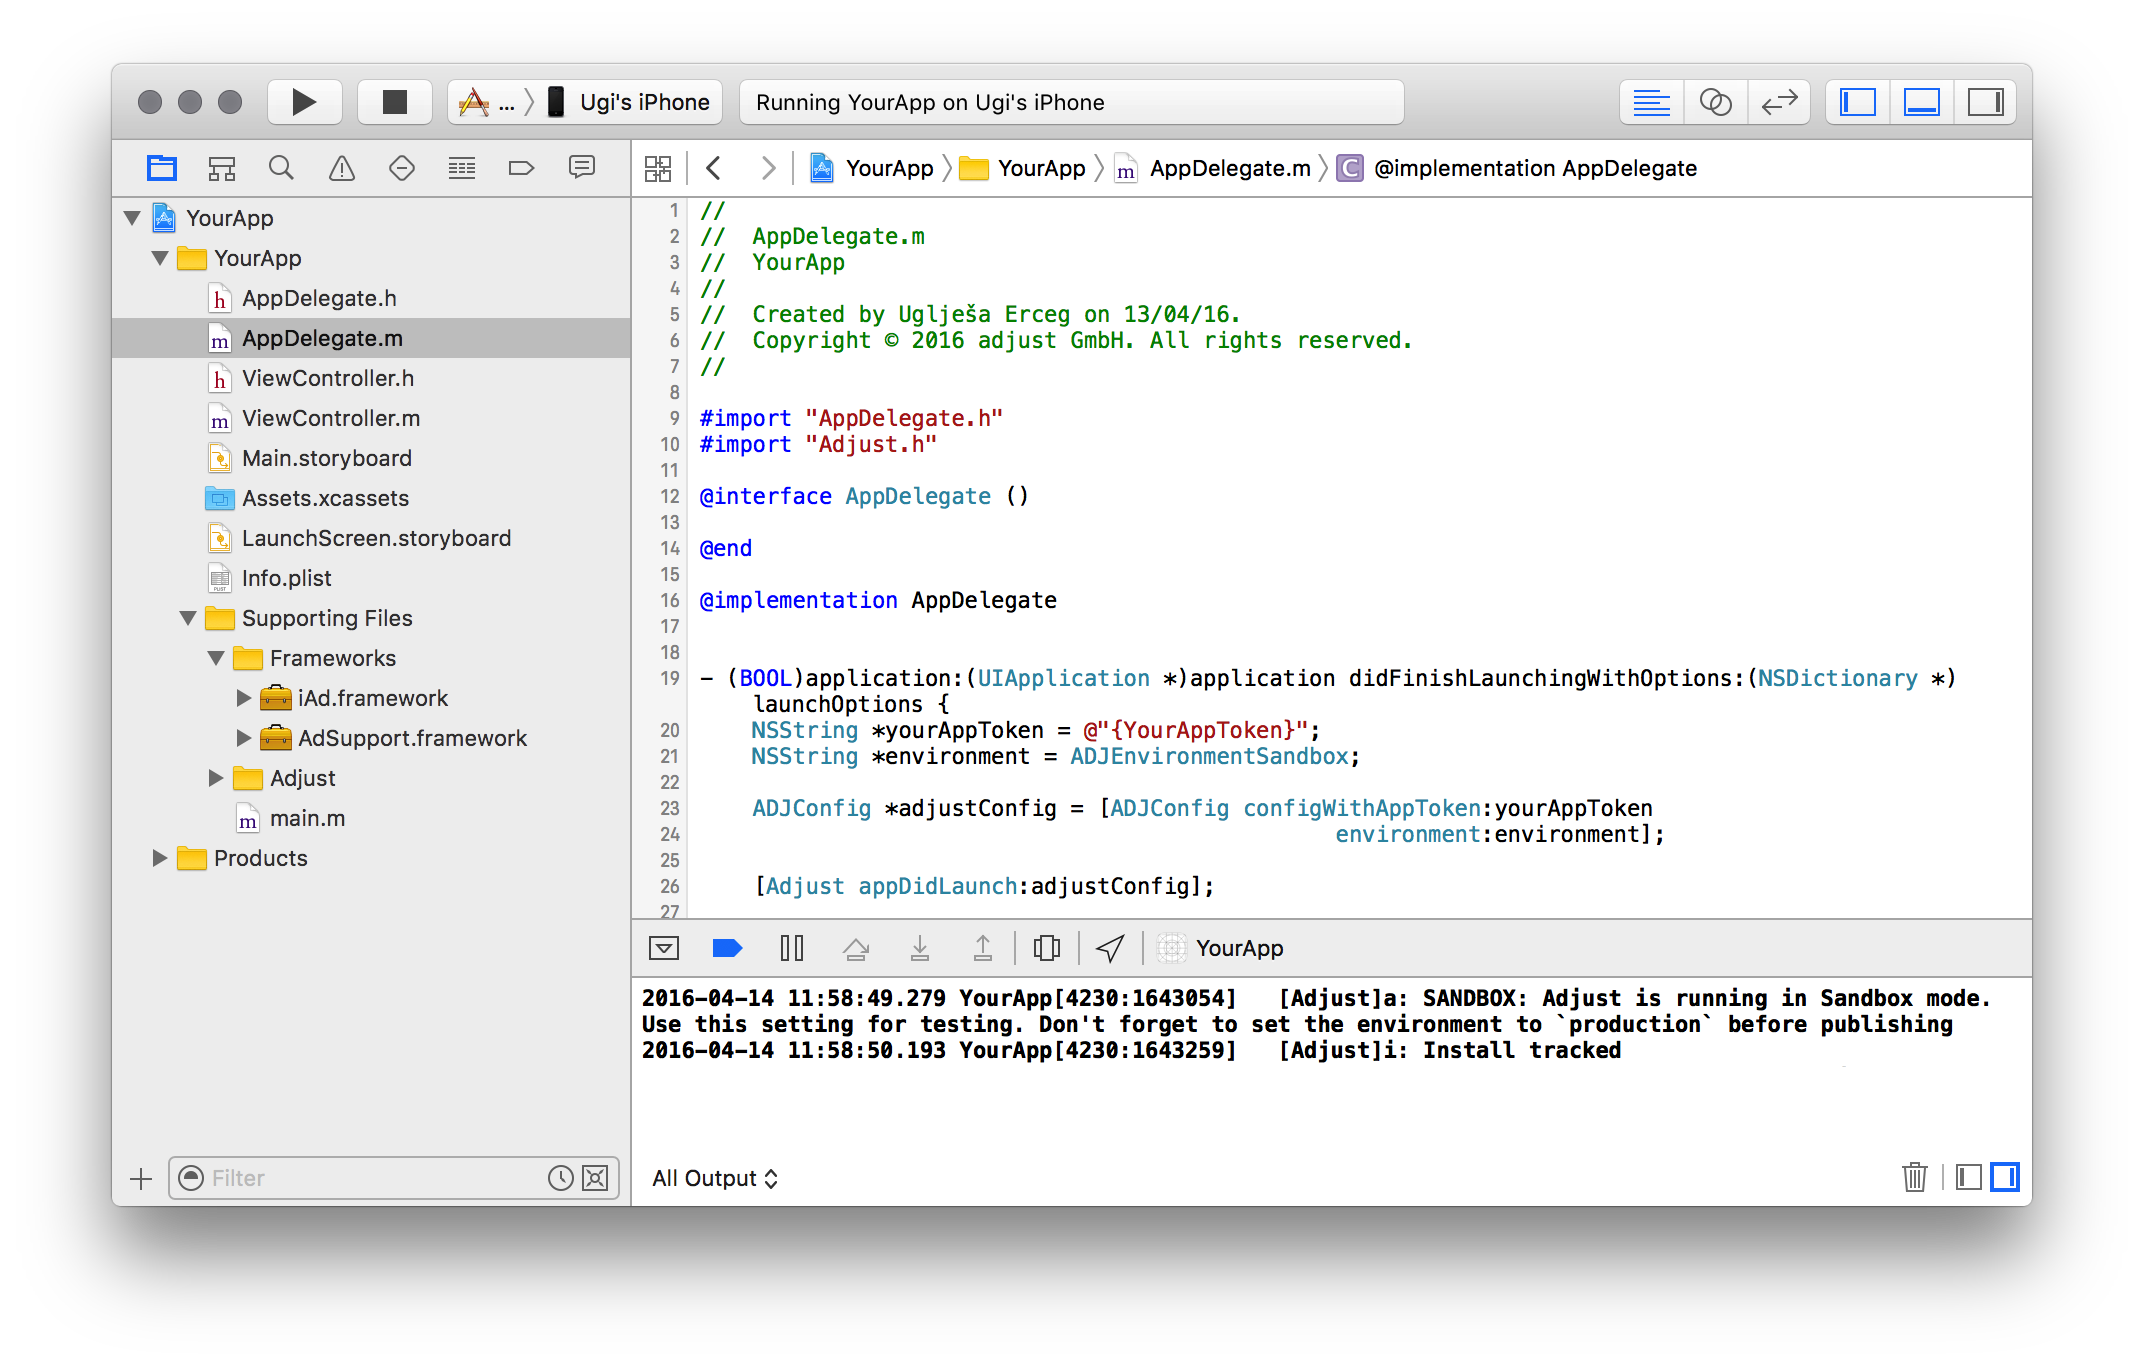 ... Ugi's iPhone
Running YourApp on Ugi's iPhone
YourApp YourApp m AppDelegate.m C @implementation AppDelegate
YourApp
YourApp
h AppDelegate.h
m AppDelegate.m
h ViewController.h
m ViewController.m
Main.storyboard
Assets.xcassets
LaunchScreen.storyboard
PLIST Info.plist
Supporting Files
Frameworks
iAd.framework
AdSupport.framework
Adjust
m main.m
Products
Filter
1 //
2 //  AppDelegate.m
3 //  YourApp
4 //
5 //  Created by Uglješa Erceg on 13/04/16.
6 //  Copyright © 2016 adjust GmbH. All rights reserved.
7 //
8
9 #import "AppDelegate.h"
10 #import "Adjust.h"
11
12 @interface AppDelegate ()
13
14 @end
15
16 @implementation AppDelegate
17
18
19 - (BOOL)application:(UIApplication *)application didFinishLaunchingWithOptions:(NSDictionary *)
launchOptions {
20 NSString *yourAppToken = @"{YourAppToken}";
21 NSString *environment = ADJEnvironmentSandbox;
22
23 ADJConfig *adjustConfig = [ADJConfig configWithAppToken:yourAppToken
24 environment:environment];
25
26 [Adjust appDidLaunch:adjustConfig];
27
YourApp
2016-04-14 11:58:49.279 YourApp[4230:1643054]   [Adjust]a: SANDBOX: Adjust is running in Sandbox mode.
Use this setting for testing. Don't forget to set the environment to `production` before publishing
2016-04-14 11:58:50.193 YourApp[4230:1643259]   [Adjust]i: Install tracked
All Output